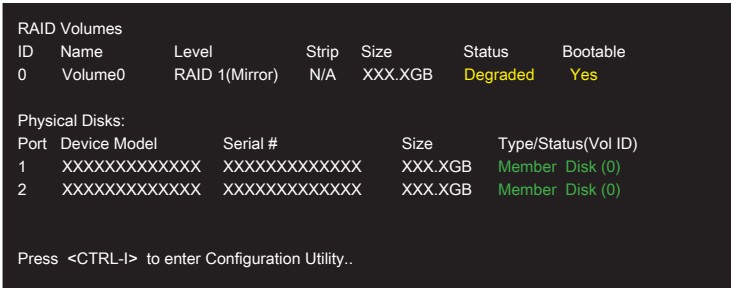 RAID Volumes
ID Name Level Strip Size Status Bootable
0 Volume0 RAID 1(Mirror) N/A XXX.XGB Degraded Yes
Physical Disks:
Port Device Model Serial # Size Type/Status(Vol ID)
1 XXXXXXXXXXXXX XXXXXXXXXXXXX XXX.XGB Member Disk (0)
2 XXXXXXXXXXXXX XXXXXXXXXXXXX XXX.XGB Member Disk (0)
Press <CTRL-I> to enter Configuration Utility..